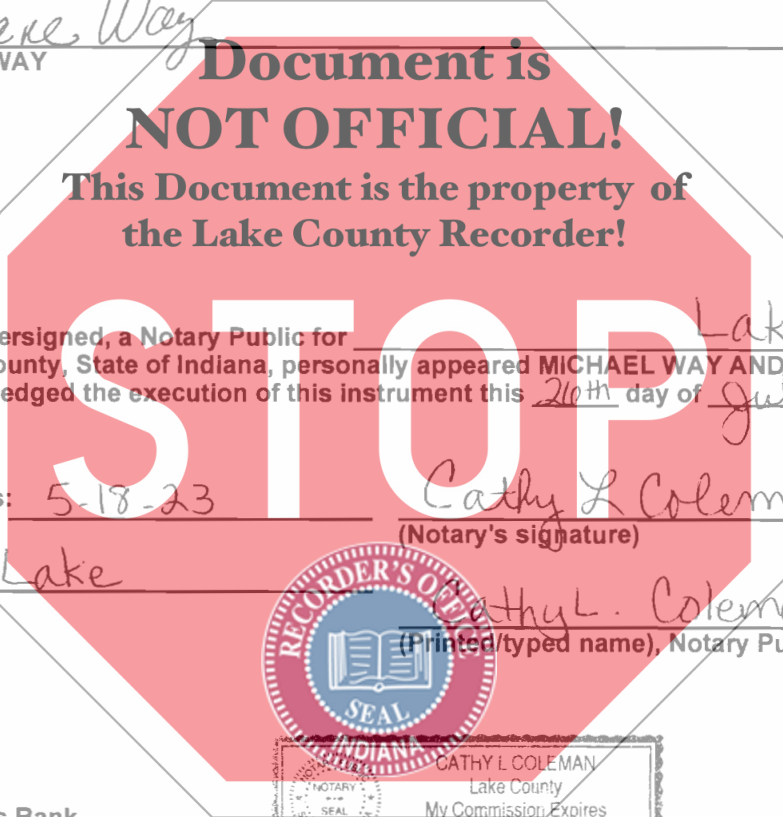 Way
WAY
Document is
NOT OFFICIAL!
This Document is the property of
the Lake County Recorder!
STOP
ersigned, a Notary Public for Lak
ounty, State of Indiana, personally appeared MICHAEL WAY AND
edged the execution of this instrument this 26th day of Ju
s: 5-18-23
Cathy L Colem
(Notary's signature)
Lake
Cathy L. Colem
(Printed/typed name), Notary Pu
RECORDER'S OFFICE
SEAL
INDIANA
CATHY L COLEMAN
Lake County
My Commission Expires
NOTARY
SEAL
s Bank